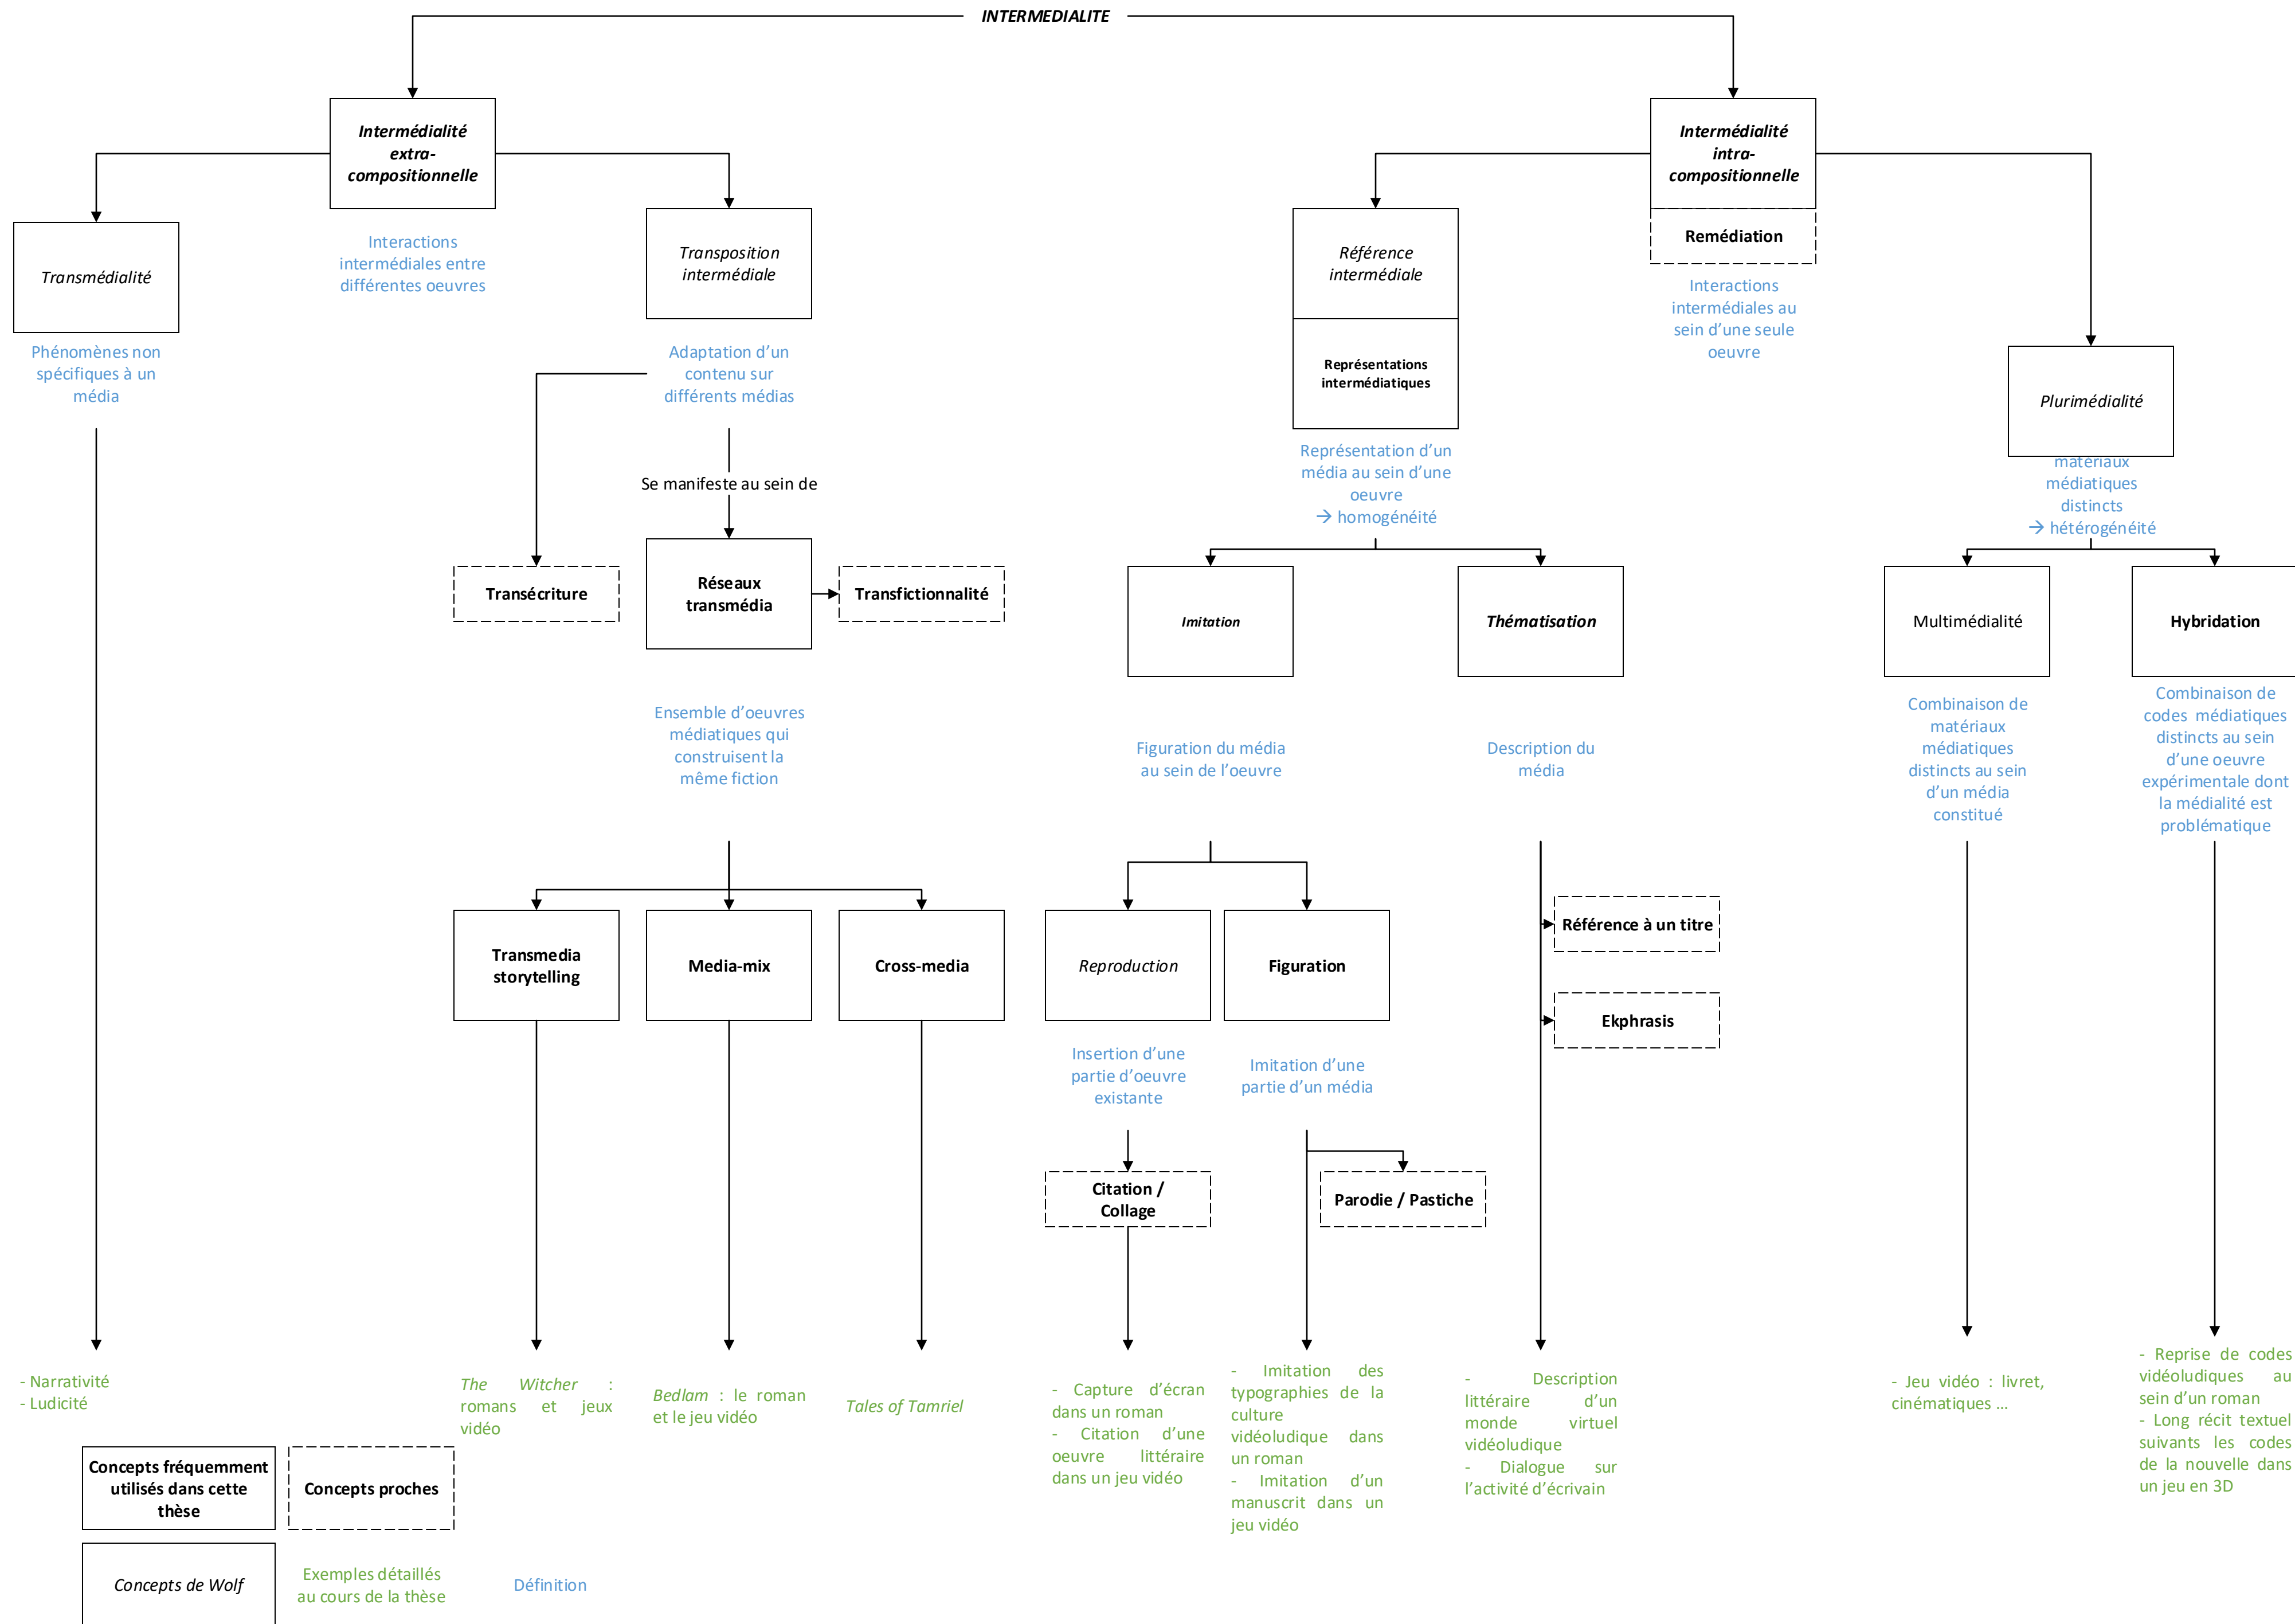 INTERMEDIALITE
Intermédialité
extra-
compositionnelle
Interactions
intermédiales entre
différentes oeuvres
Transmédialité
Phénomènes non
spécifiques à un
média
Transposition
intermédiale
Adaptation d’un
contenu sur
différents médias
Se manifeste au sein de
Transécriture
Réseaux
transmédia
Transfictionnalité
Ensemble d’oeuvres
médiatiques qui
construisent la
même fiction
Transmedia
storytelling
Media-mix
Cross-media
Intermédialité
intra-
compositionnelle
Remédiation
Interactions
intermédiales au
sein d’une seule
oeuvre
Référence
intermédiale
Représentations
intermédiatiques
Représentation d’un
média au sein d’une
oeuvre
→ homogénéité
Plurimédialité
matériaux
médiatiques
distincts
→ hétérogénéité
Imitation
Figuration du média
au sein de l’oeuvre
Thématisation
Description du
média
Multimédialité
Combinaison de
matériaux
médiatiques
distincts au sein
d’un média
constitué
Hybridation
Combinaison de
codes médiatiques
distincts au sein
d’une oeuvre
expérimentale dont
la médialité est
problématique
Reproduction
Insertion d’une
partie d’oeuvre
existante
Figuration
Imitation d’une
partie d’un média
Référence à un titre
Ekphrasis
Citation /
Collage
Parodie / Pastiche
- Narrativité
- Ludicité
The Witcher :
romans et jeux
vidéo
Bedlam : le roman
et le jeu vidéo
Tales of Tamriel
- Capture d’écran
dans un roman
- Citation d’une
oeuvre littéraire
dans un jeu vidéo
- Imitation des
typographies de la
culture
vidéoludique dans
un roman
- Imitation d’un
manuscrit dans un
jeu vidéo
- Description
littéraire d’un
monde virtuel
vidéoludique
- Dialogue sur
l’activité d’écrivain
- Jeu vidéo : livret,
cinématiques ...
- Reprise de codes
vidéoludiques au
sein d’un roman
- Long récit textuel
suivants les codes
de la nouvelle dans
un jeu en 3D
Concepts fréquemment
utilisés dans cette
thèse
Concepts proches
Concepts de Wolf
Exemples détaillés
au cours de la thèse
Définition